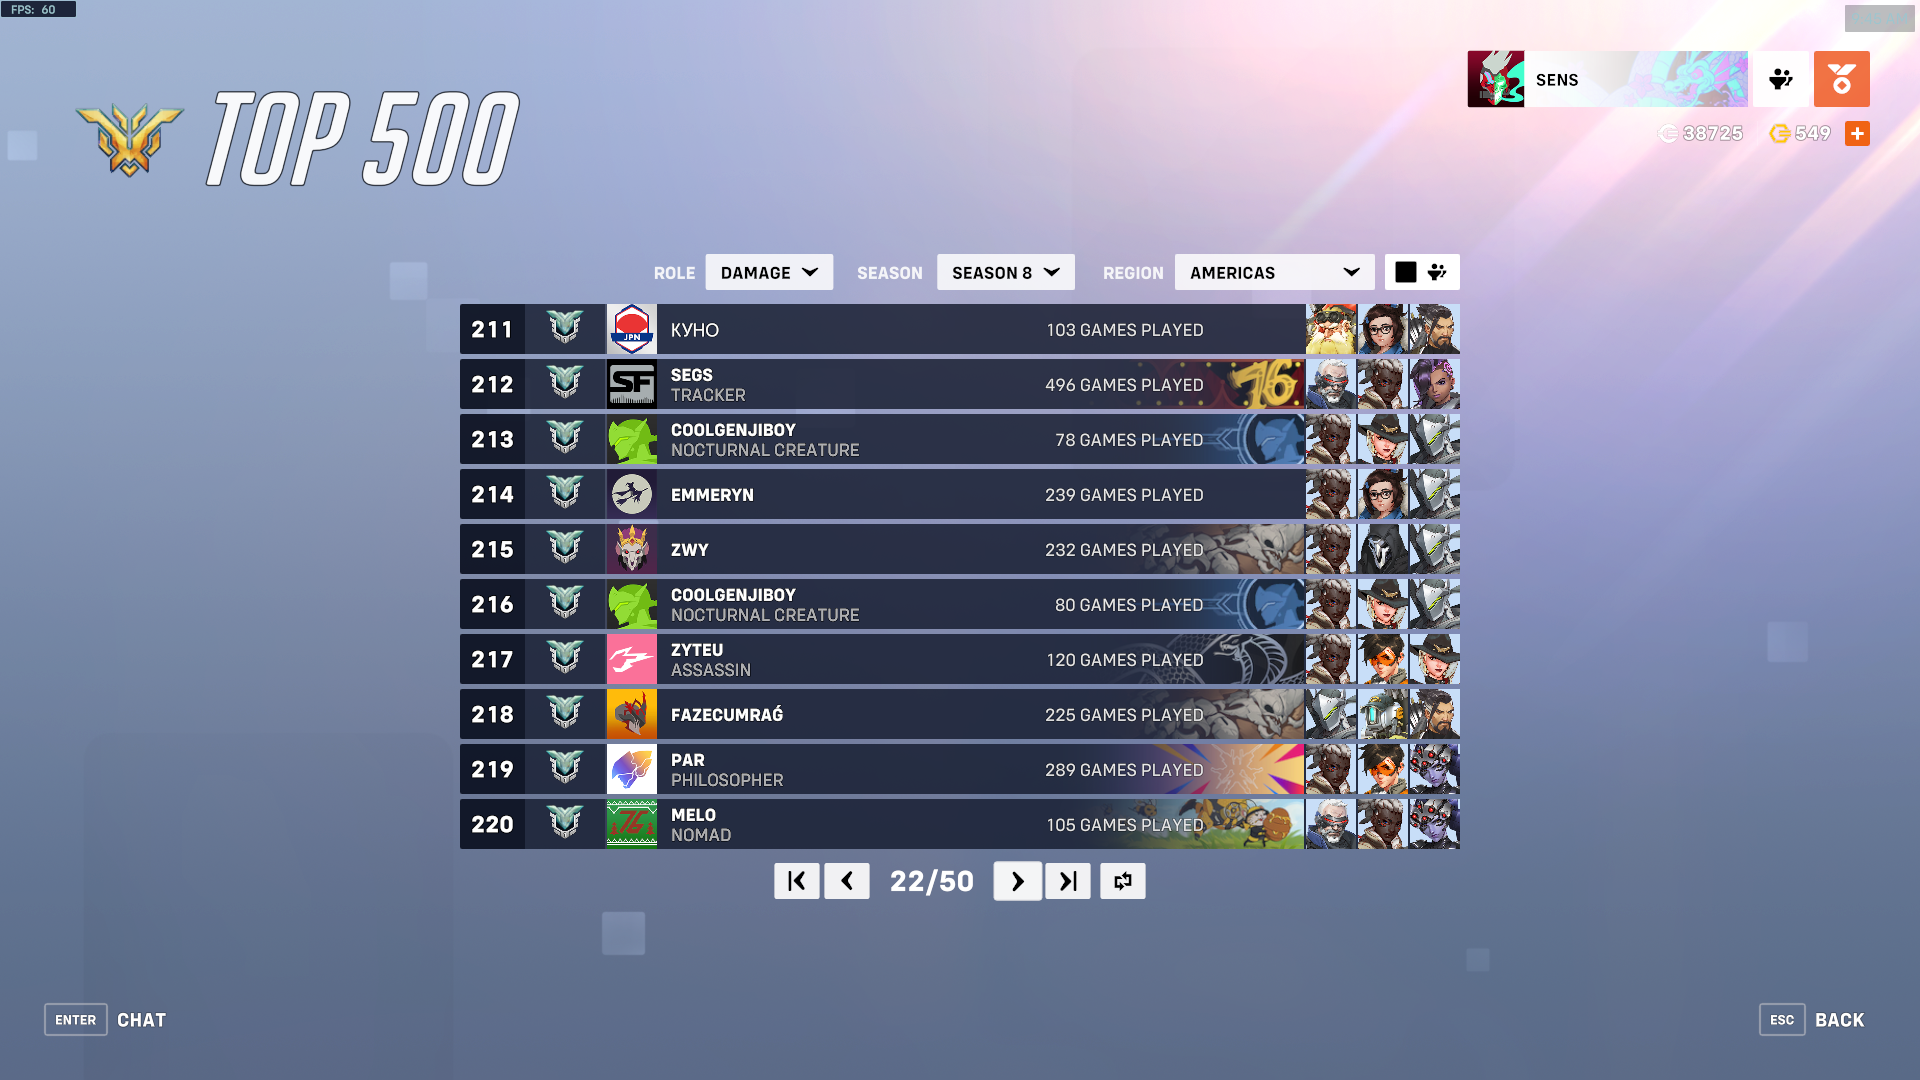 FPS: 60
SENS
38725 549
TOP 500
ROLE DAMAGE SEASON SEASON 8 REGION AMERICAS
211 JPN КУНО 103 GAMES PLAYED
212 SF SEGS 496 GAMES PLAYED 76
TRACKER
213 COOLGENJIBOY 78 GAMES PLAYED
NOCTURNAL CREATURE
214 EMMERYN 239 GAMES PLAYED
215 ZWY 232 GAMES PLAYED
216 COOLGENJIBOY 80 GAMES PLAYED
NOCTURNAL CREATURE
217 ZYTEU 120 GAMES PLAYED
ASSASSIN
218 FAZECUMRAǴ 225 GAMES PLAYED
219 PAR 289 GAMES PLAYED
PHILOSOPHER
220 76 MELO 105 GAMES PLAYED
NOMAD
22/50
ENTER CHAT
ESC BACK